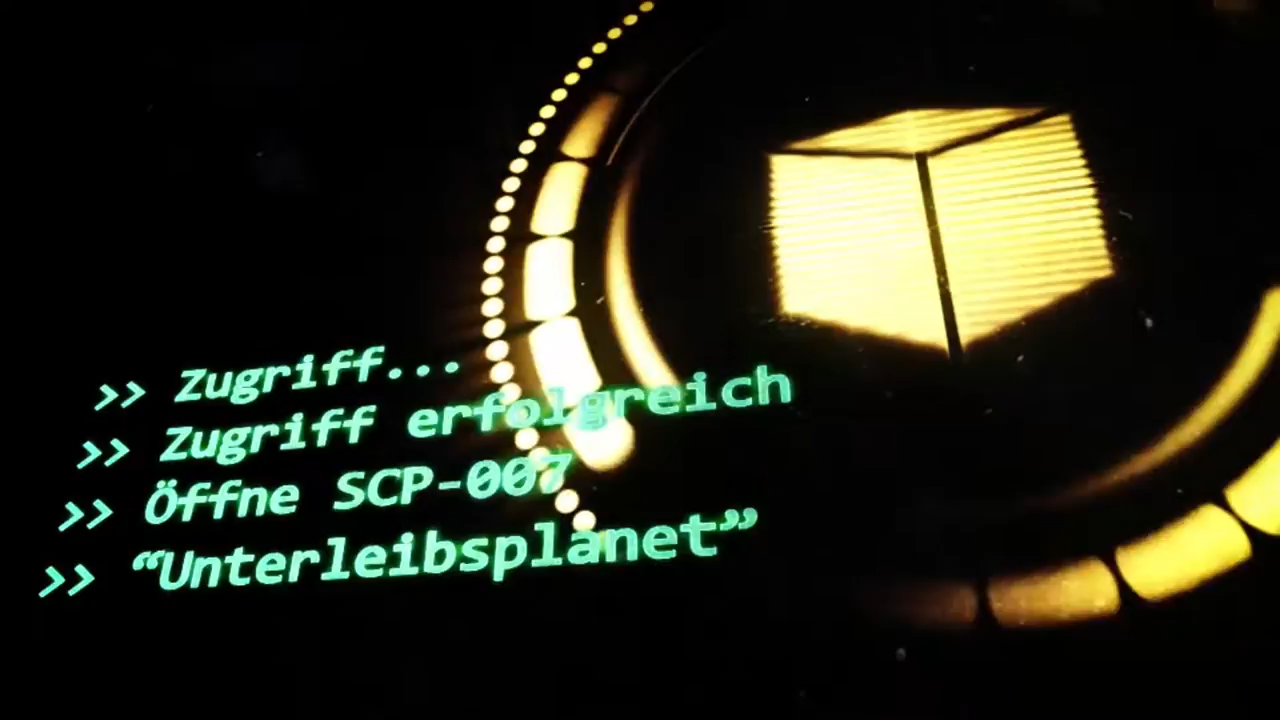 >> Zugriff...
>> Zugriff erfolgreich
>> Öffne SCP-007
>> “Unterleibsplanet”